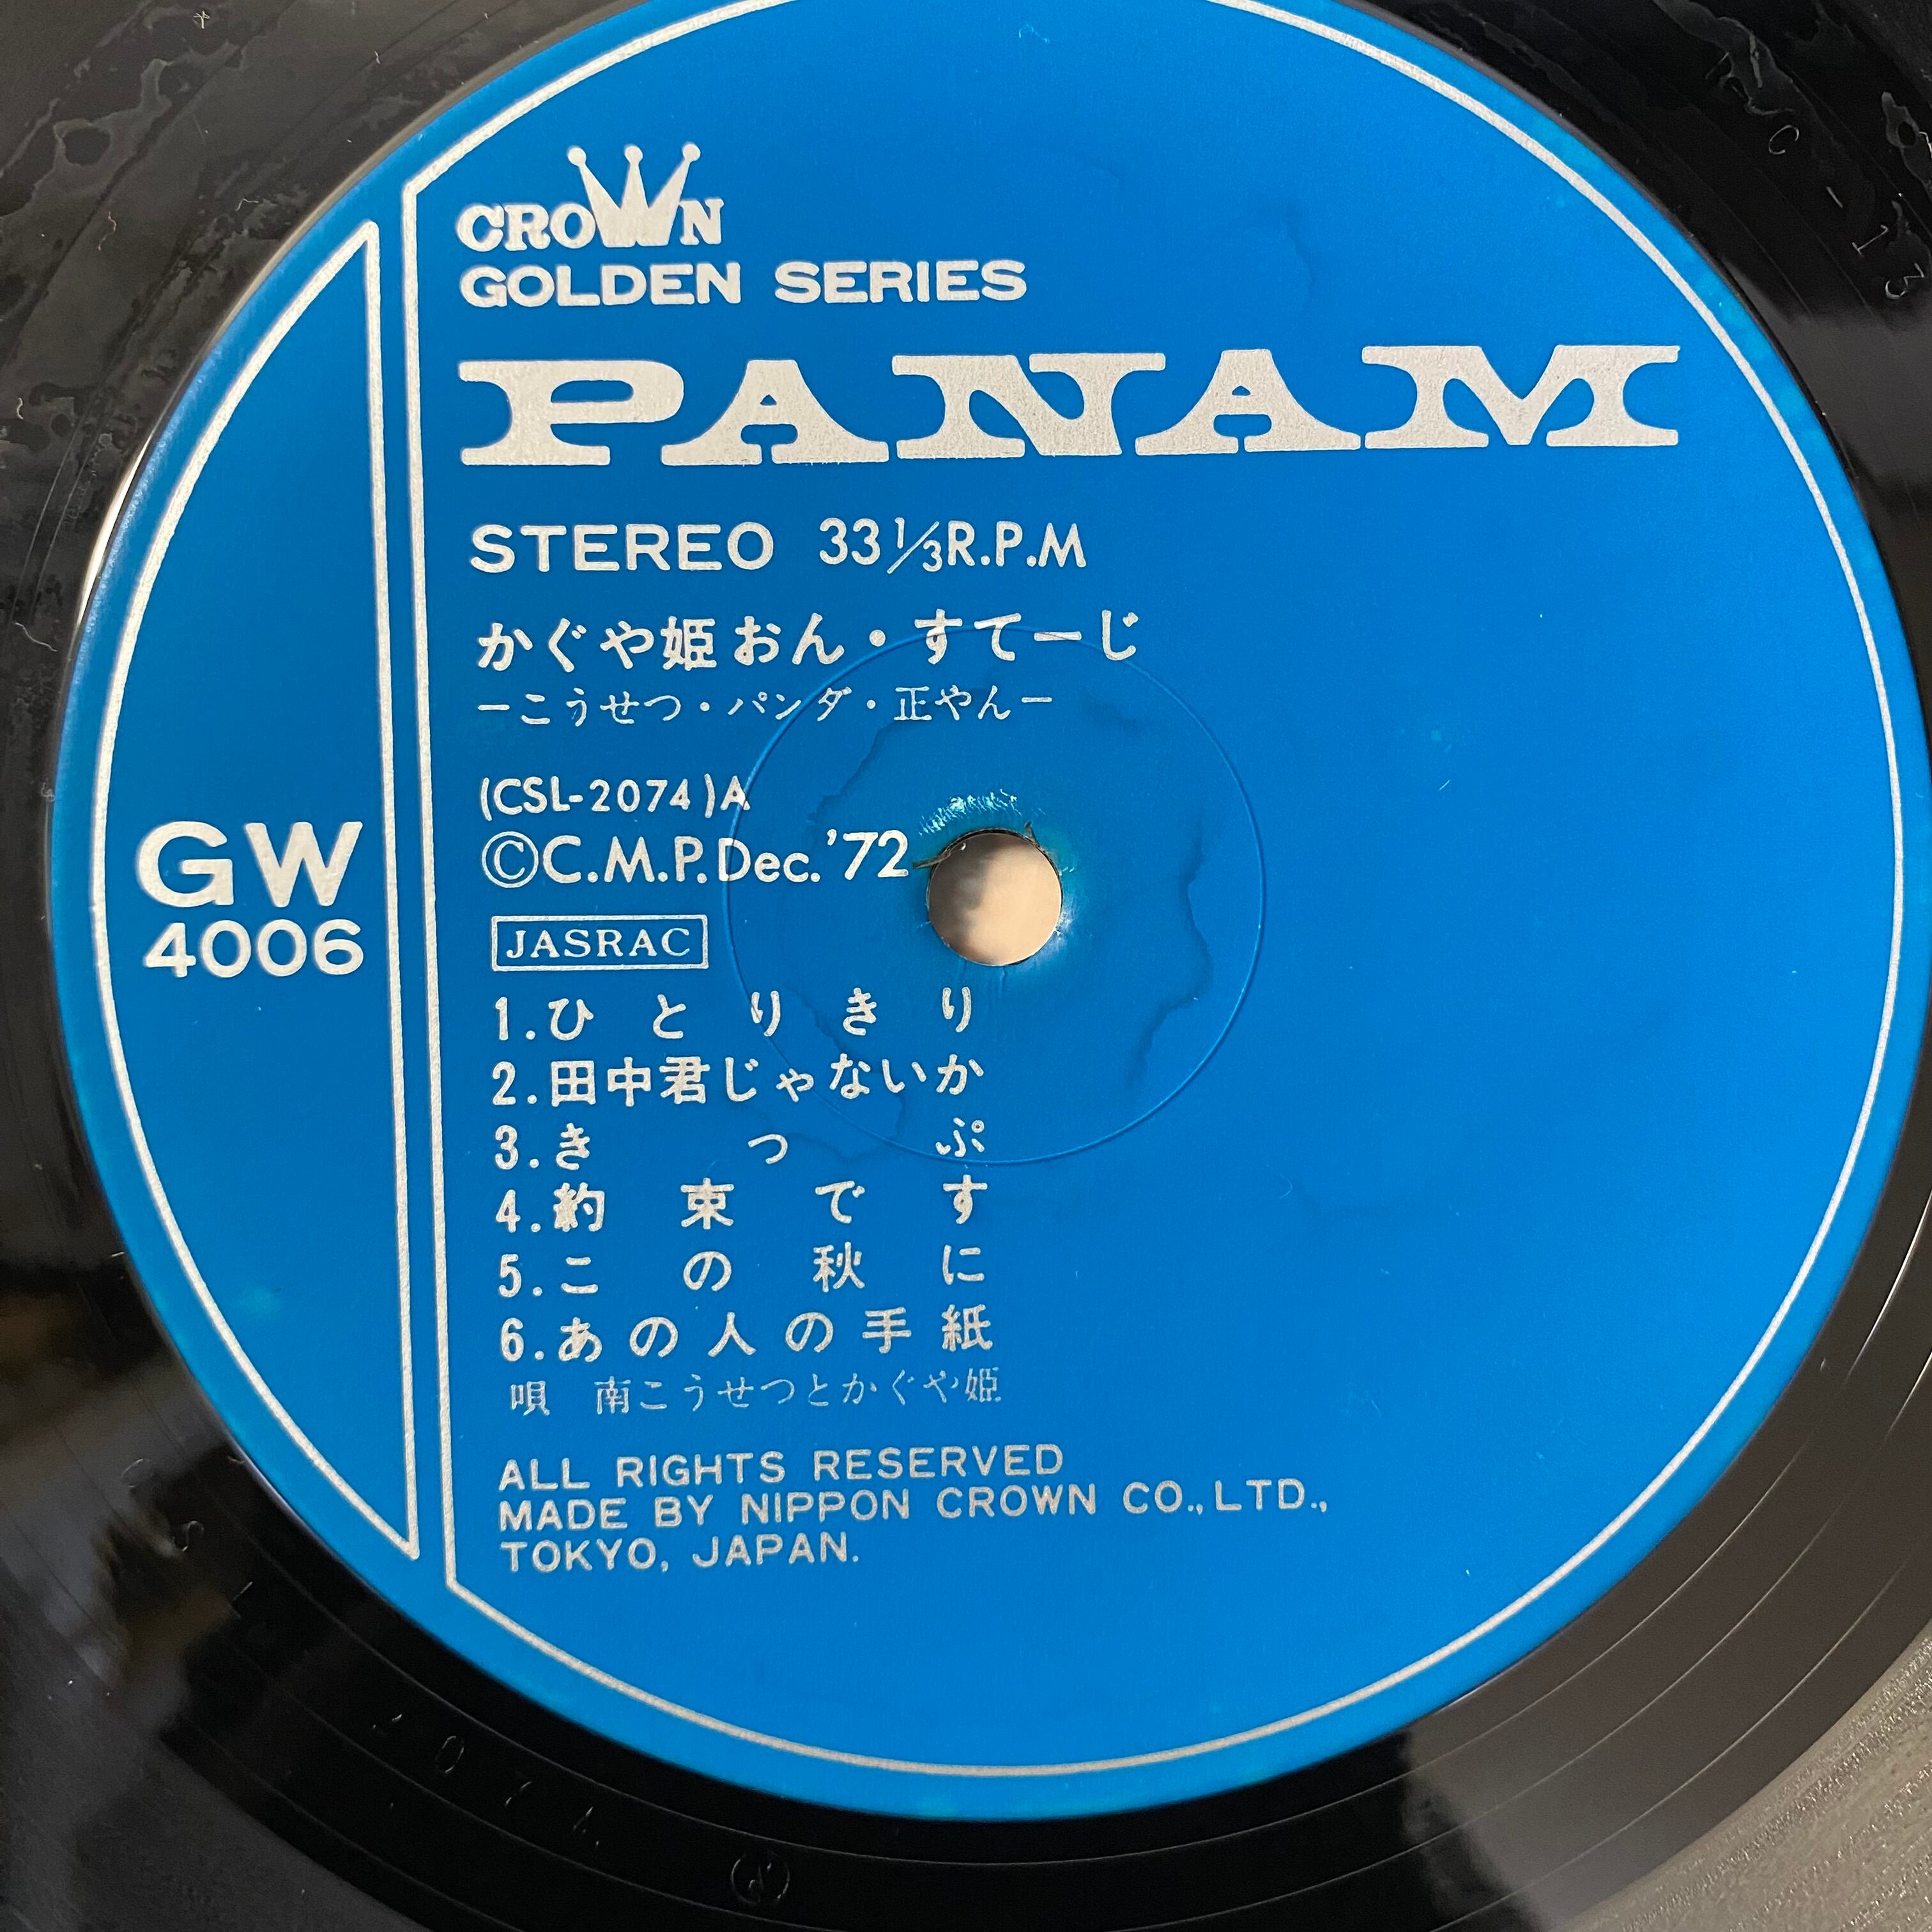 CROWN
GOLDEN SERIES
PANAM
STEREO 33 1/3 R.P.M
かぐや姫おん・すてーじ
ーこうせつ・パンダ・正やんー
(CSL-2074)A
©C.M.P.Dec.'72
GW
4006
JASRAC
1.ひとりきり
2.田中君じゃないか
3.きっぷ
4.約束です
5.この秋に
6.あの人の手紙
唄 南こうせつとかぐや姫
ALL RIGHTS RESERVED
MADE BY NIPPON CROWN CO.,LTD.,
TOKYO, JAPAN.
2074